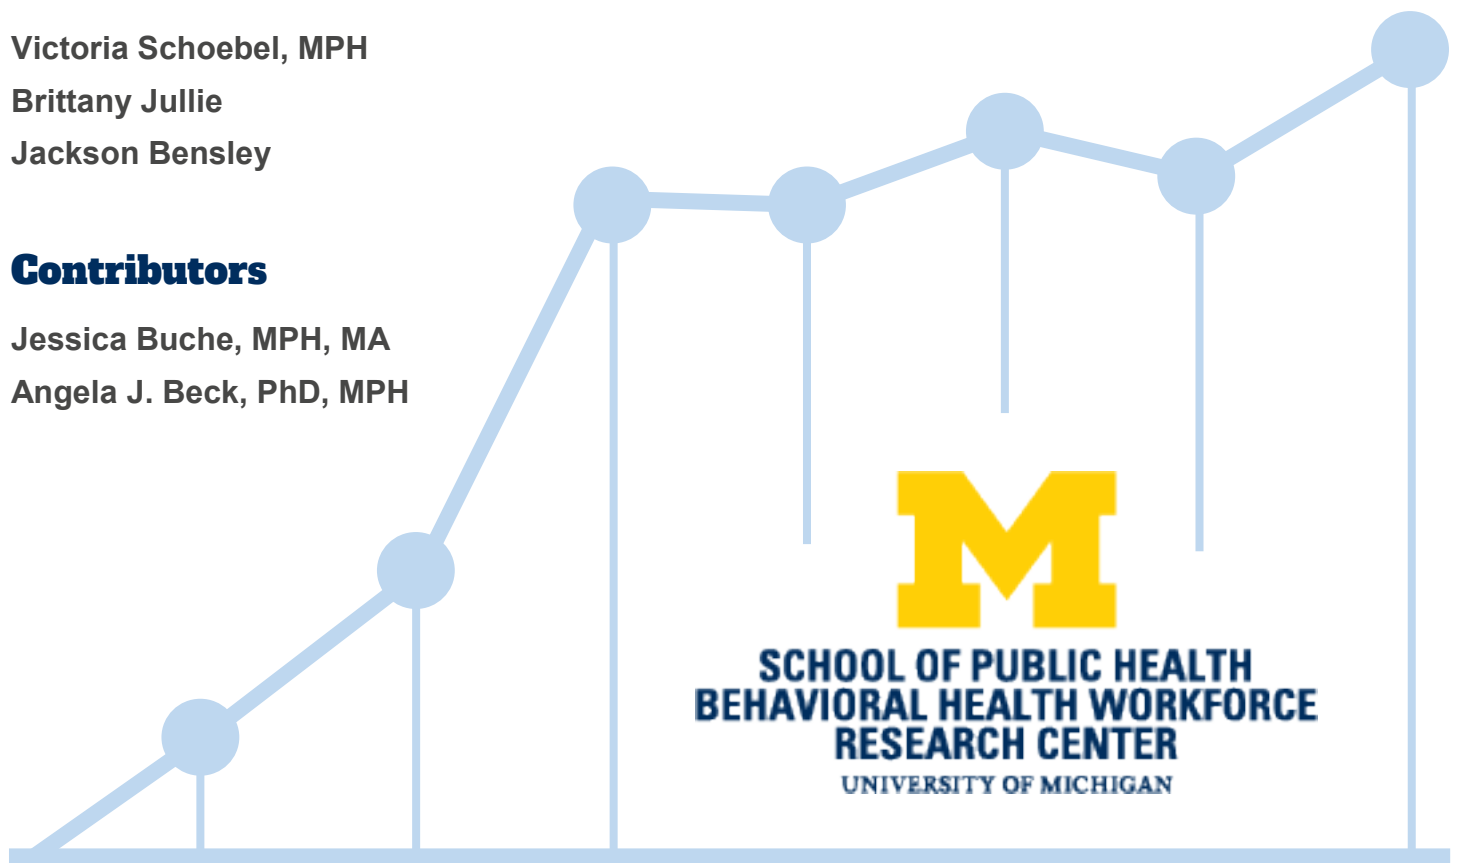 Victoria Schoebel, MPH
Brittany Jullie
Jackson Bensley
Contributors
Jessica Buche, MPH, MA
Angela J. Beck, PhD, MPH
M
SCHOOL OF PUBLIC HEALTH
BEHAVIORAL HEALTH WORKFORCE
RESEARCH CENTER
UNIVERSITY OF MICHIGAN